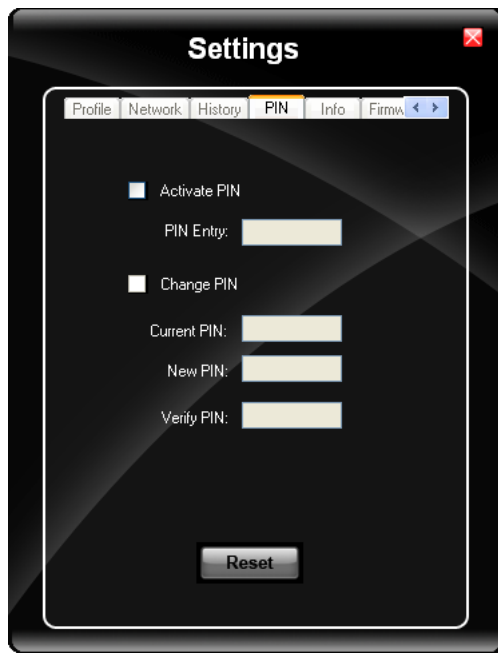 Settings
Profile Network History PIN Info Firmw
Activate PIN
PIN Entry:
Change PIN
Current PIN:
New PIN:
Verify PIN:
Reset